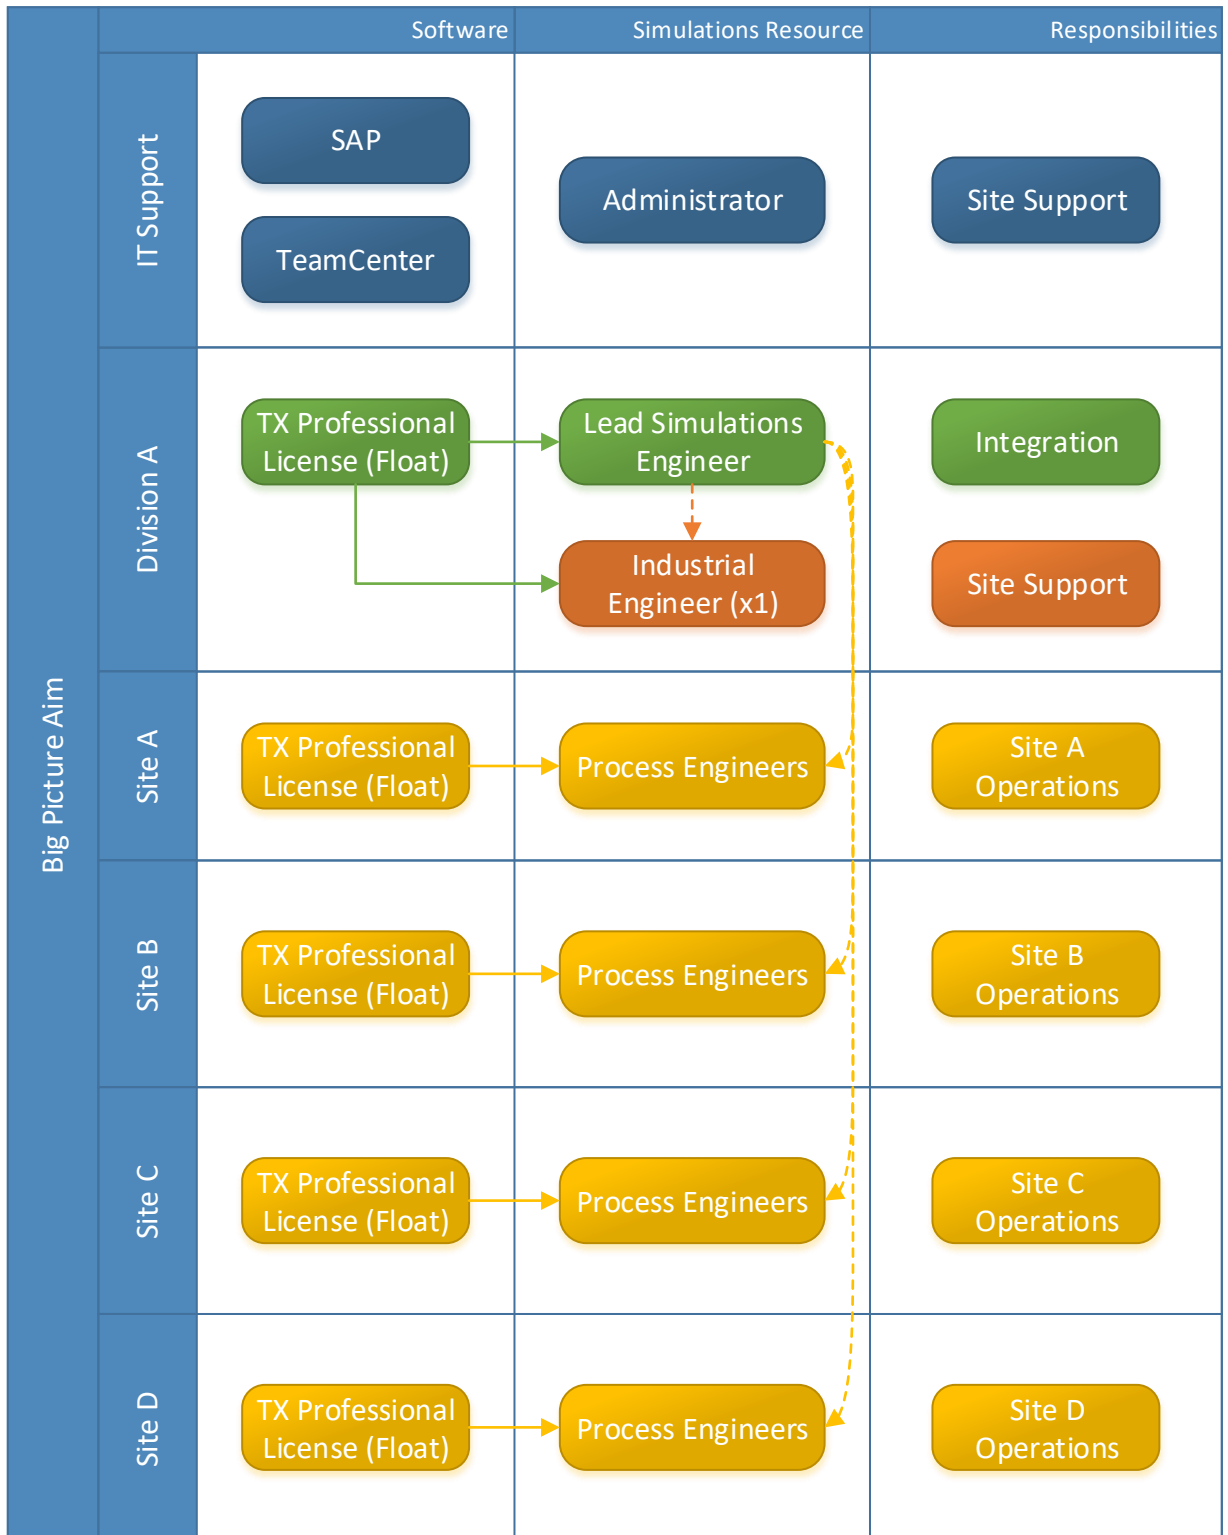 Software
Simulations Resource
Responsibilities
Big Picture Aim
IT Support
SAP
TeamCenter
Administrator
Site Support
Division A
TX Professional
License (Float)
Lead Simulations
Engineer
Integration
Industrial
Engineer (x1)
Site Support
Site A
TX Professional
License (Float)
Process Engineers
Site A
Operations
Site B
TX Professional
License (Float)
Process Engineers
Site B
Operations
Site C
TX Professional
License (Float)
Process Engineers
Site C
Operations
Site D
TX Professional
License (Float)
Process Engineers
Site D
Operations